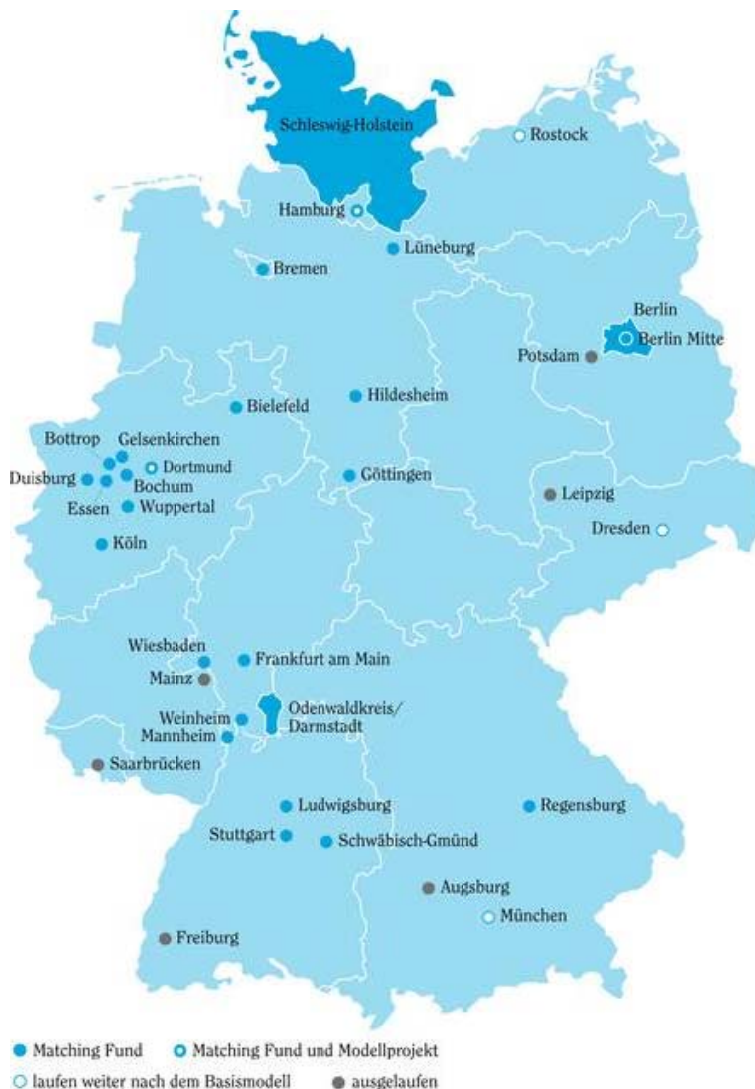 Schleswig-Holstein
Rostock
Hamburg
Lüneburg
Bremen
Berlin
Berlin Mitte
Potsdam
Hildesheim
Bielefeld
Gelsenkirchen
Bottrop
Dortmund
Duisburg
Bochum
Göttingen
Essen
Wuppertal
Leipzig
Dresden
Köln
Wiesbaden
Frankfurt am Main
Mainz
Odenwaldkreis/
Darmstadt
Weinheim
Mannheim
Saarbrücken
Ludwigsburg
Regensburg
Stuttgart
Schwäbisch-Gmünd
Augsburg
München
Freiburg
Matching Fund
Matching Fund und Modellprojekt
laufen weiter nach dem Basismodell
ausgelaufen